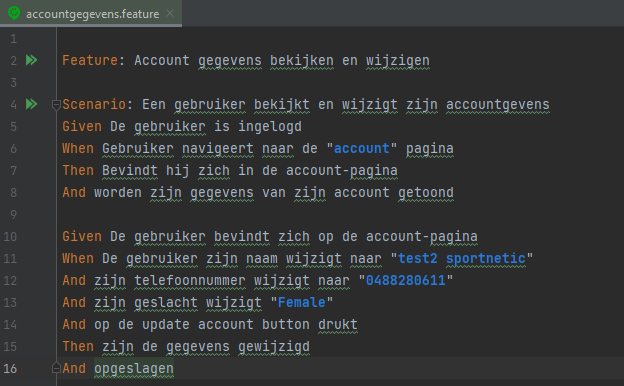 accountgegevens.feature
1
2 Feature: Account gegevens bekijken en wijzigen
3
4 Scenario: Een gebruiker bekijkt en wijzigt zijn accountgevens
5 Given De gebruiker is ingelogd
6 When Gebruiker navigeert naar de "account" pagina
7 Then Bevindt hij zich in de account-pagina
8 And worden zijn gegevens van zijn account getoond
9
10 Given De gebruiker bevindt zich op de account-pagina
11 When De gebruiker zijn naam wijzigt naar "test2 sportnetic"
12 And zijn telefoonnummer wijzigt naar "0488280611"
13 And zijn geslacht wijzigt "Female"
14 And op de update account button drukt
15 Then zijn de gegevens gewijzigd
16 And opgeslagen